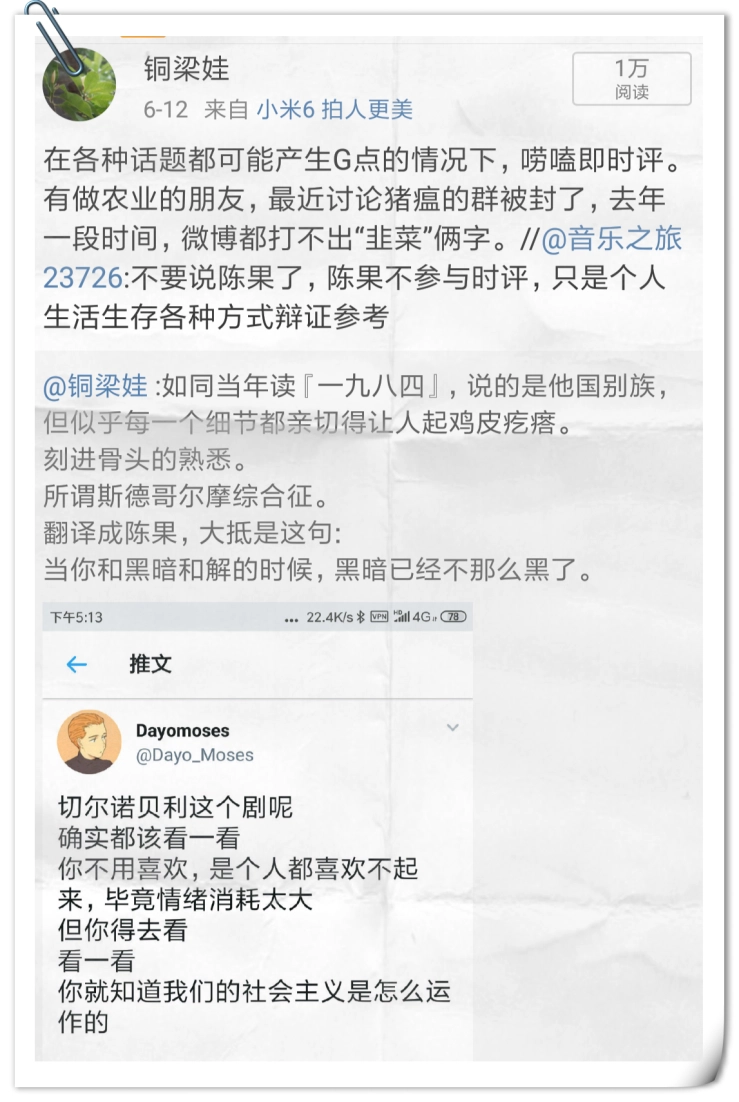 铜梁娃
1万
阅读
6-12 来自 小米6 拍人更美
在各种话题都可能产生G点的情况下，唠嗑即时评。
有做农业的朋友，最近讨论猪瘟的群被封了，去年
一段时间，微博都打不出“韭菜”俩字。//@音乐之旅
23726:不要说陈果了，陈果不参与时评，只是个人
生活生存各种方式辩证参考
@铜梁娃 :如同当年读『一九八四』，说的是他国别族，
但似乎每一个细节都亲切得让人起鸡皮疙瘩。
刻进骨头的熟悉。
所谓斯德哥尔摩综合征。
翻译成陈果，大抵是这句：
当你和黑暗和解的时候，黑暗已经不那么黑了。
下午5:13
... 22.4K/s VPN HD 4G 78
推文
Dayomoses
@Dayo_Moses
切尔诺贝利这个剧呢
确实都该看一看
你不用喜欢，是个人都喜欢不起
来，毕竟情绪消耗太大
但你得去看
看一看
你就知道我们的社会主义是怎么运
作的